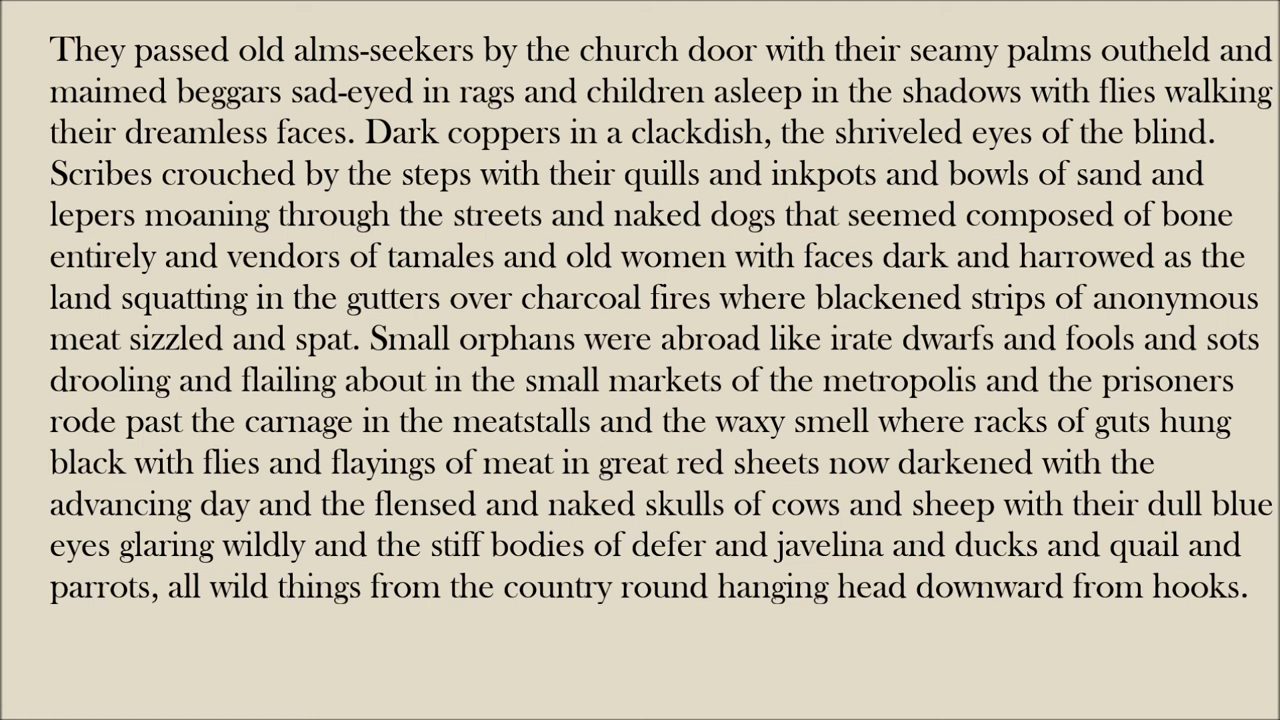 They passed old alms-seekers by the church door with their seamy palms outheld and
maimed beggars sad-eyed in rags and children asleep in the shadows with flies walking
their dreamless faces. Dark coppers in a clackdish, the shriveled eyes of the blind.
Scribes crouched by the steps with their quills and inkpots and bowls of sand and
lepers moaning through the streets and naked dogs that seemed composed of bone
entirely and vendors of tamales and old women with faces dark and harrowed as the
land squatting in the gutters over charcoal fires where blackened strips of anonymous
meat sizzled and spat. Small orphans were abroad like irate dwarfs and fools and sots
drooling and flailing about in the small markets of the metropolis and the prisoners
rode past the carnage in the meatstalls and the waxy smell where racks of guts hung
black with flies and flayings of meat in great red sheets now darkened with the
advancing day and the flensed and naked skulls of cows and sheep with their dull blue
eyes glaring wildly and the stiff bodies of defer and javelina and ducks and quail and
parrots, all wild things from the country round hanging head downward from hooks.